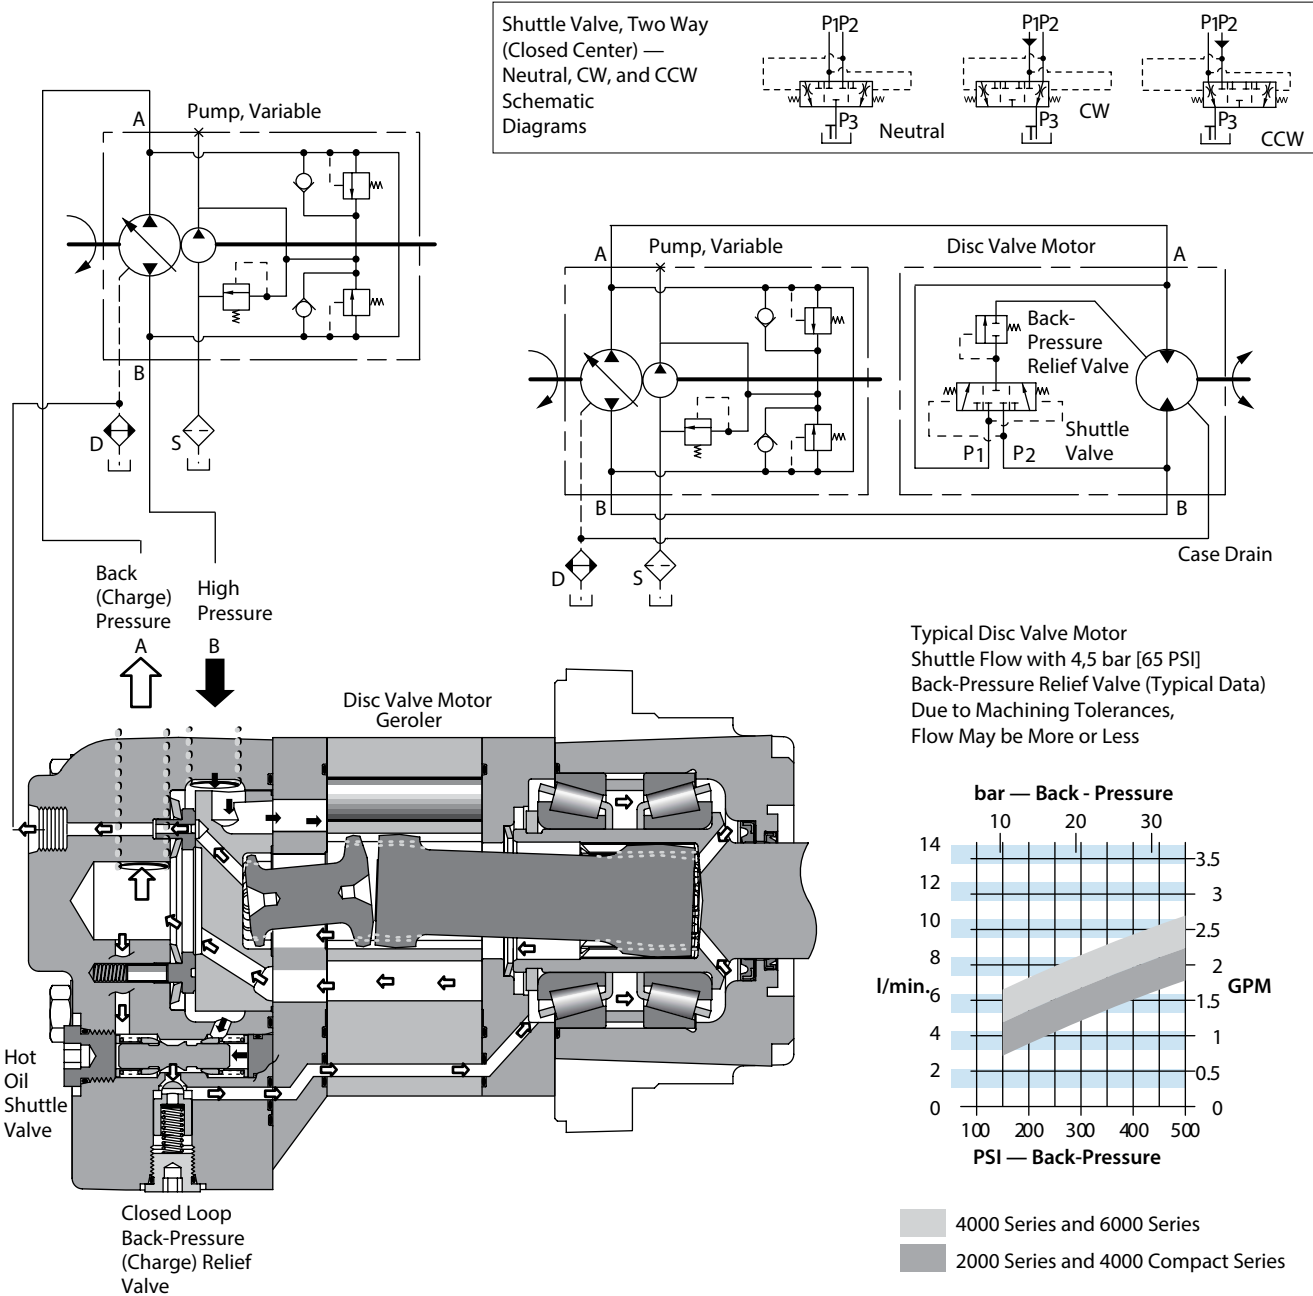 Shuttle Valve, Two Way
(Closed Center) —
Neutral, CW, and CCW
Schematic
Diagrams
P1P2
P3
Neutral
P1P2
P3
CW
P1P2
P3
CCW
A
Pump, Variable
B
D
S
A
Pump, Variable
B
D
S
Disc Valve Motor
A
Back-
Pressure
Relief Valve
Shuttle
Valve
P1
P2
B
Case Drain
Back
(Charge)
Pressure
A
High
Pressure
B
Disc Valve Motor
Geroler
Hot
Oil
Shuttle
Valve
Closed Loop
Back-Pressure
(Charge) Relief
Valve
Typical Disc Valve Motor
Shuttle Flow with 4,5 bar [65 PSI]
Back-Pressure Relief Valve (Typical Data)
Due to Machining Tolerances,
Flow May be More or Less
bar — Back - Pressure
10 20 30
14
12
10
8
6
4
2
0
l/min.
3.5
3
2.5
2
1.5
1
0.5
0
GPM
100 200 300 400 500
PSI — Back-Pressure
4000 Series and 6000 Series
2000 Series and 4000 Compact Series